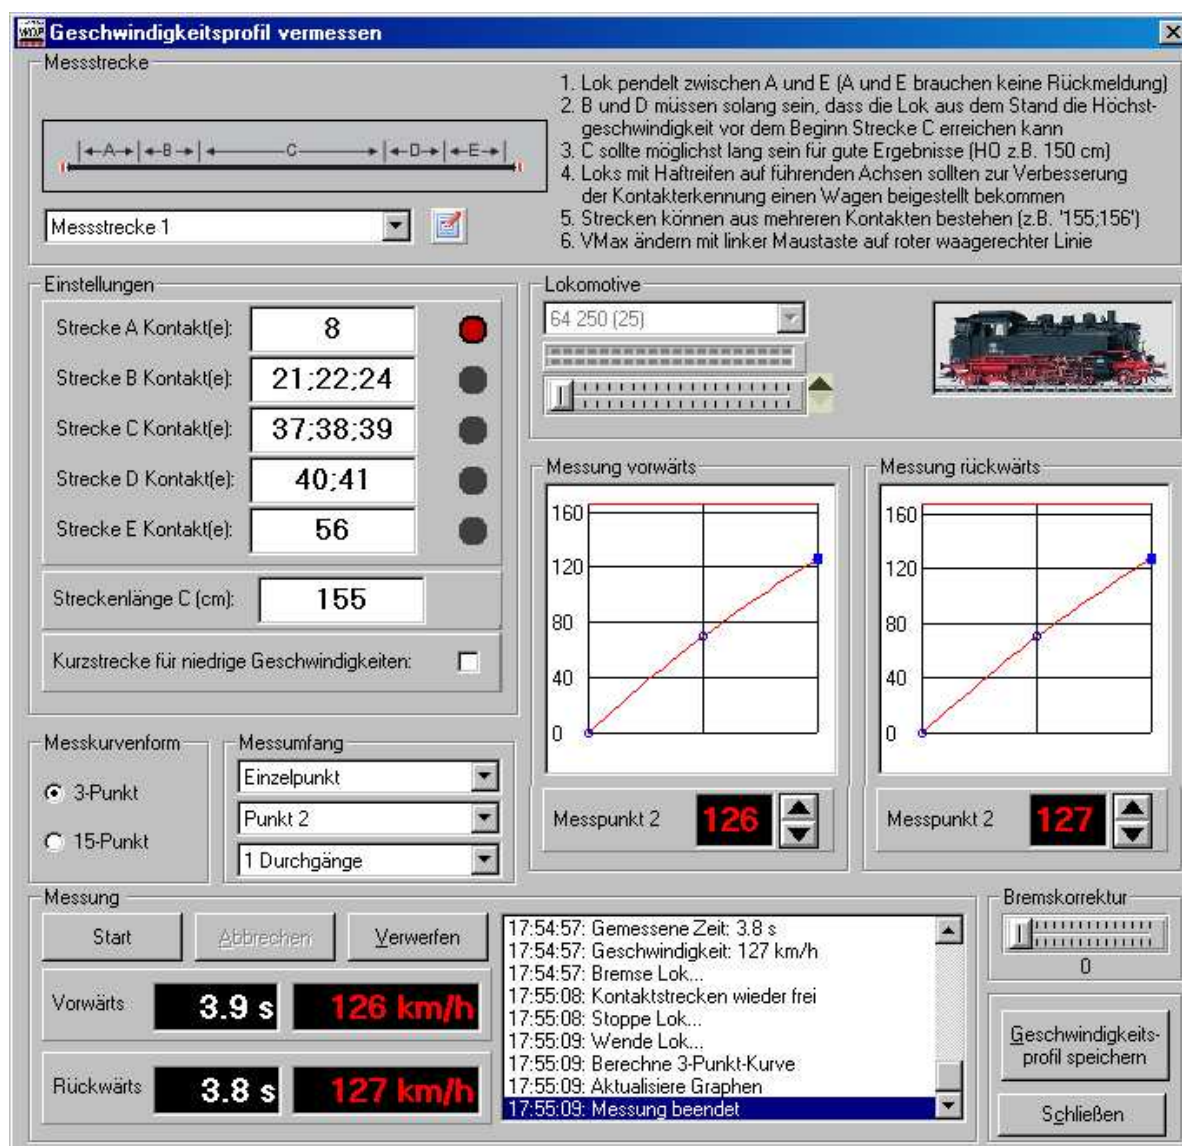 Geschwindigkeitsprofil vermessen
Messstrecke
A B C D E
1. Lok pendelt zwischen A und E (A und E brauchen keine Rückmeldung)
2. B und D müssen solang sein, dass die Lok aus dem Stand die Höchst-
geschwindigkeit vor dem Beginn Strecke C erreichen kann
3. C sollte möglichst lang sein für gute Ergebnisse (HO z.B. 150 cm)
4. Loks mit Haftreifen auf führenden Achsen sollten zur Verbesserung
der Kontakterkennung einen Wagen beigestellt bekommen
5. Strecken können aus mehreren Kontakten bestehen (z.B. '155;156')
6. VMax ändern mit linker Maustaste auf roter waagerechter Linie
Messstrecke 1
Einstellungen
Strecke A Kontakt(e): 8
Strecke B Kontakt(e): 21;22;24
Strecke C Kontakt(e): 37;38;39
Strecke D Kontakt(e): 40;41
Strecke E Kontakt(e): 56
Streckenlänge C (cm): 155
Kurzstrecke für niedrige Geschwindigkeiten:
Lokomotive
64 250 (25)
Messung vorwärts
160
120
80
40
0
Messpunkt 2 126
Messung rückwärts
160
120
80
40
0
Messpunkt 2 127
Messkurvenform
3-Punkt
15-Punkt
Messumfang
Einzelpunkt
Punkt 2
1 Durchgänge
Messung
Start Abbrechen Verwerfen
Vorwärts 3.9 s 126 km/h
Rückwärts 3.8 s 127 km/h
17:54:57: Gemessene Zeit: 3.8 s
17:54:57: Geschwindigkeit: 127 km/h
17:54:57: Bremse Lok...
17:55:08: Kontaktstrecken wieder frei
17:55:08: Stoppe Lok...
17:55:09: Wende Lok...
17:55:09: Berechne 3-Punkt-Kurve
17:55:09: Aktualisiere Graphen
17:55:09: Messung beendet
Bremskorrektur
0
Geschwindigkeits-
profil speichern
Schließen